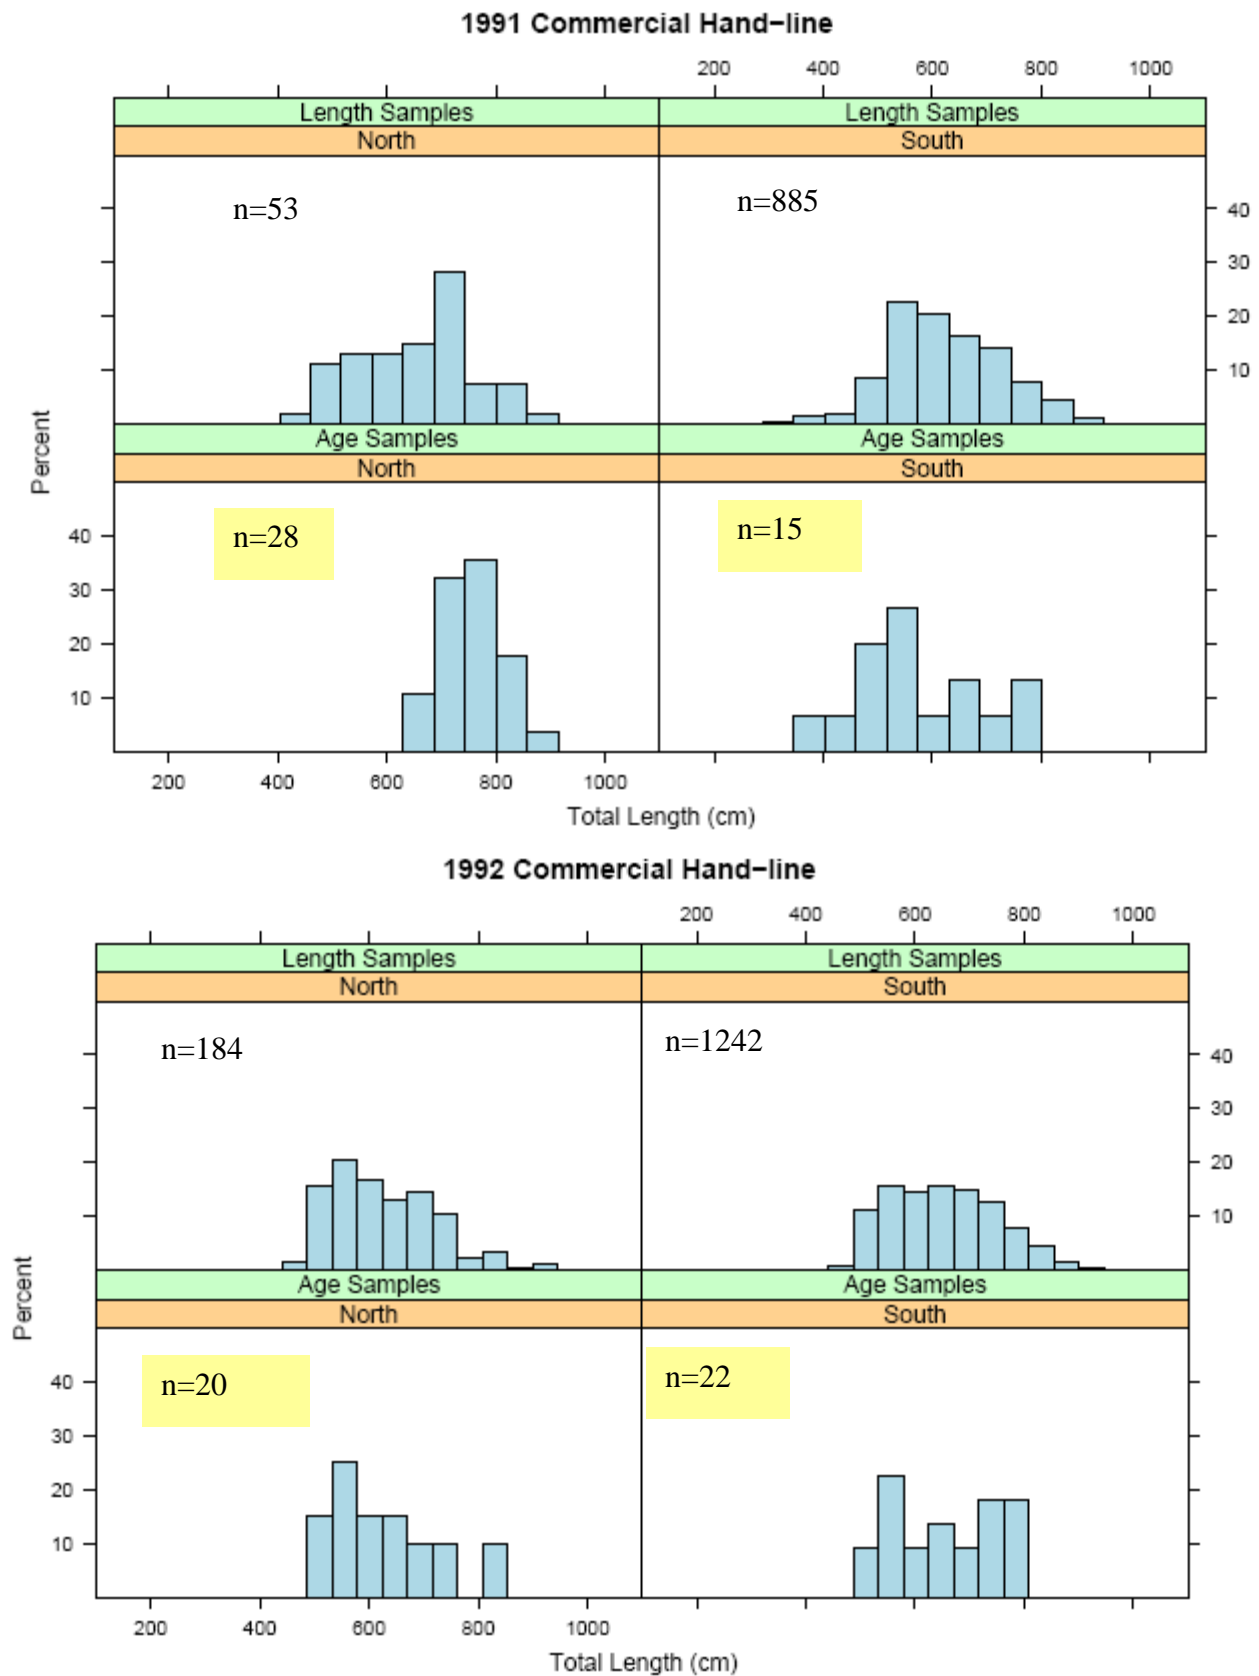 1991 Commercial Hand−line
200 400 600 800 1000
Length Samples Length Samples
North South
n=53 n=885
40
30
20
10
Age Samples Age Samples
North South
Percent
n=28 n=15
40
30
20
10
200 400 600 800 1000
Total Length (cm)
1992 Commercial Hand−line
200 400 600 800 1000
Length Samples Length Samples
North South
n=184 n=1242
40
30
20
10
Age Samples Age Samples
North South
Percent
n=20 n=22
40
30
20
10
200 400 600 800 1000
Total Length (cm)